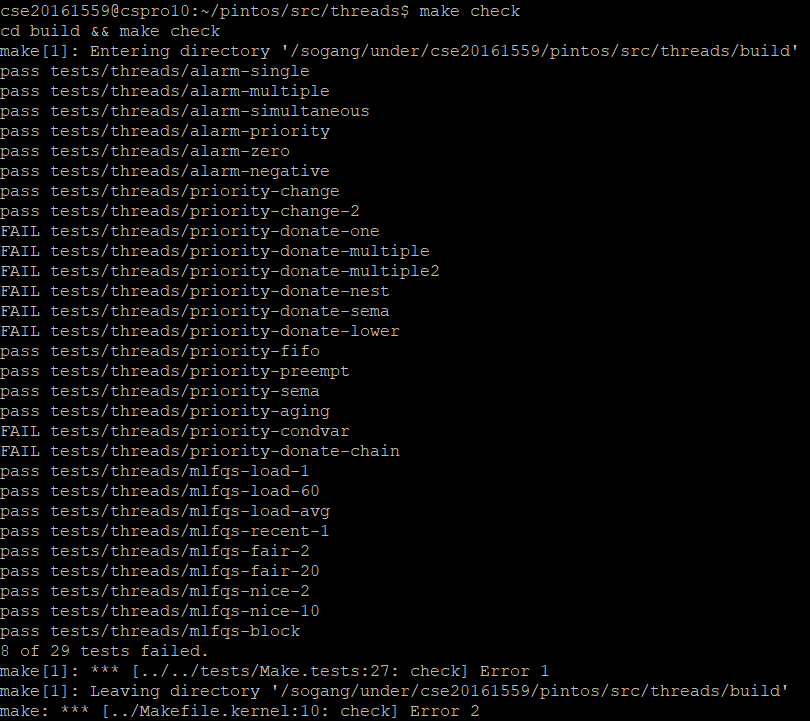 cse20161559@cspro10:~/pintos/src/threads$ make check
cd build && make check
make[1]: Entering directory '/sogang/under/cse20161559/pintos/src/threads/build'
pass tests/threads/alarm-single
pass tests/threads/alarm-multiple
pass tests/threads/alarm-simultaneous
pass tests/threads/alarm-priority
pass tests/threads/alarm-zero
pass tests/threads/alarm-negative
pass tests/threads/priority-change
pass tests/threads/priority-change-2
FAIL tests/threads/priority-donate-one
FAIL tests/threads/priority-donate-multiple
FAIL tests/threads/priority-donate-multiple2
FAIL tests/threads/priority-donate-nest
FAIL tests/threads/priority-donate-sema
FAIL tests/threads/priority-donate-lower
pass tests/threads/priority-fifo
pass tests/threads/priority-preempt
pass tests/threads/priority-sema
pass tests/threads/priority-aging
FAIL tests/threads/priority-condvar
FAIL tests/threads/priority-donate-chain
pass tests/threads/mlfqs-load-1
pass tests/threads/mlfqs-load-60
pass tests/threads/mlfqs-load-avg
pass tests/threads/mlfqs-recent-1
pass tests/threads/mlfqs-fair-2
pass tests/threads/mlfqs-fair-20
pass tests/threads/mlfqs-nice-2
pass tests/threads/mlfqs-nice-10
pass tests/threads/mlfqs-block
8 of 29 tests failed.
make[1]: *** [../../tests/Make.tests:27: check] Error 1
make[1]: Leaving directory '/sogang/under/cse20161559/pintos/src/threads/build'
make: *** [../Makefile.kernel:10: check] Error 2